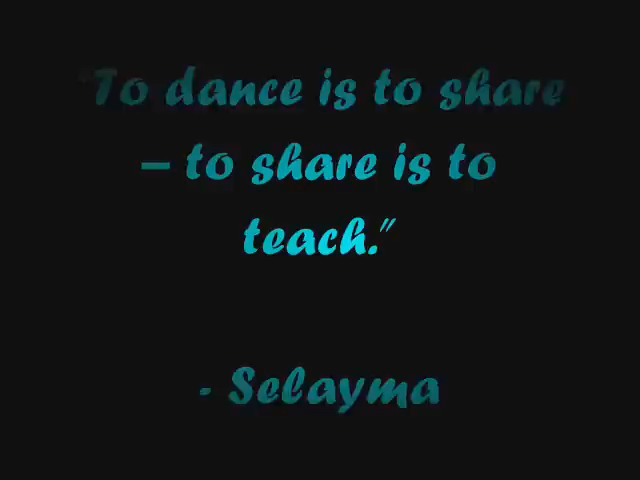 "To dance is to share
– to share is to
teach."
- Selayma